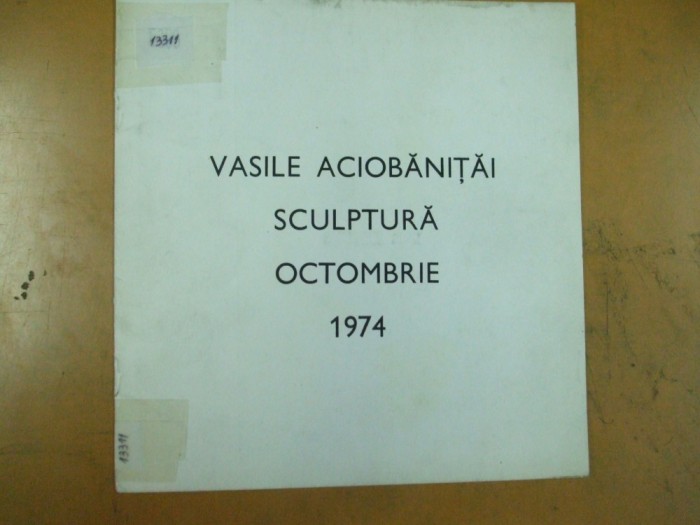 13311
VASILE ACIOBĂNIȚĂI
SCULPTURĂ
OCTOMBRIE
1974
13311